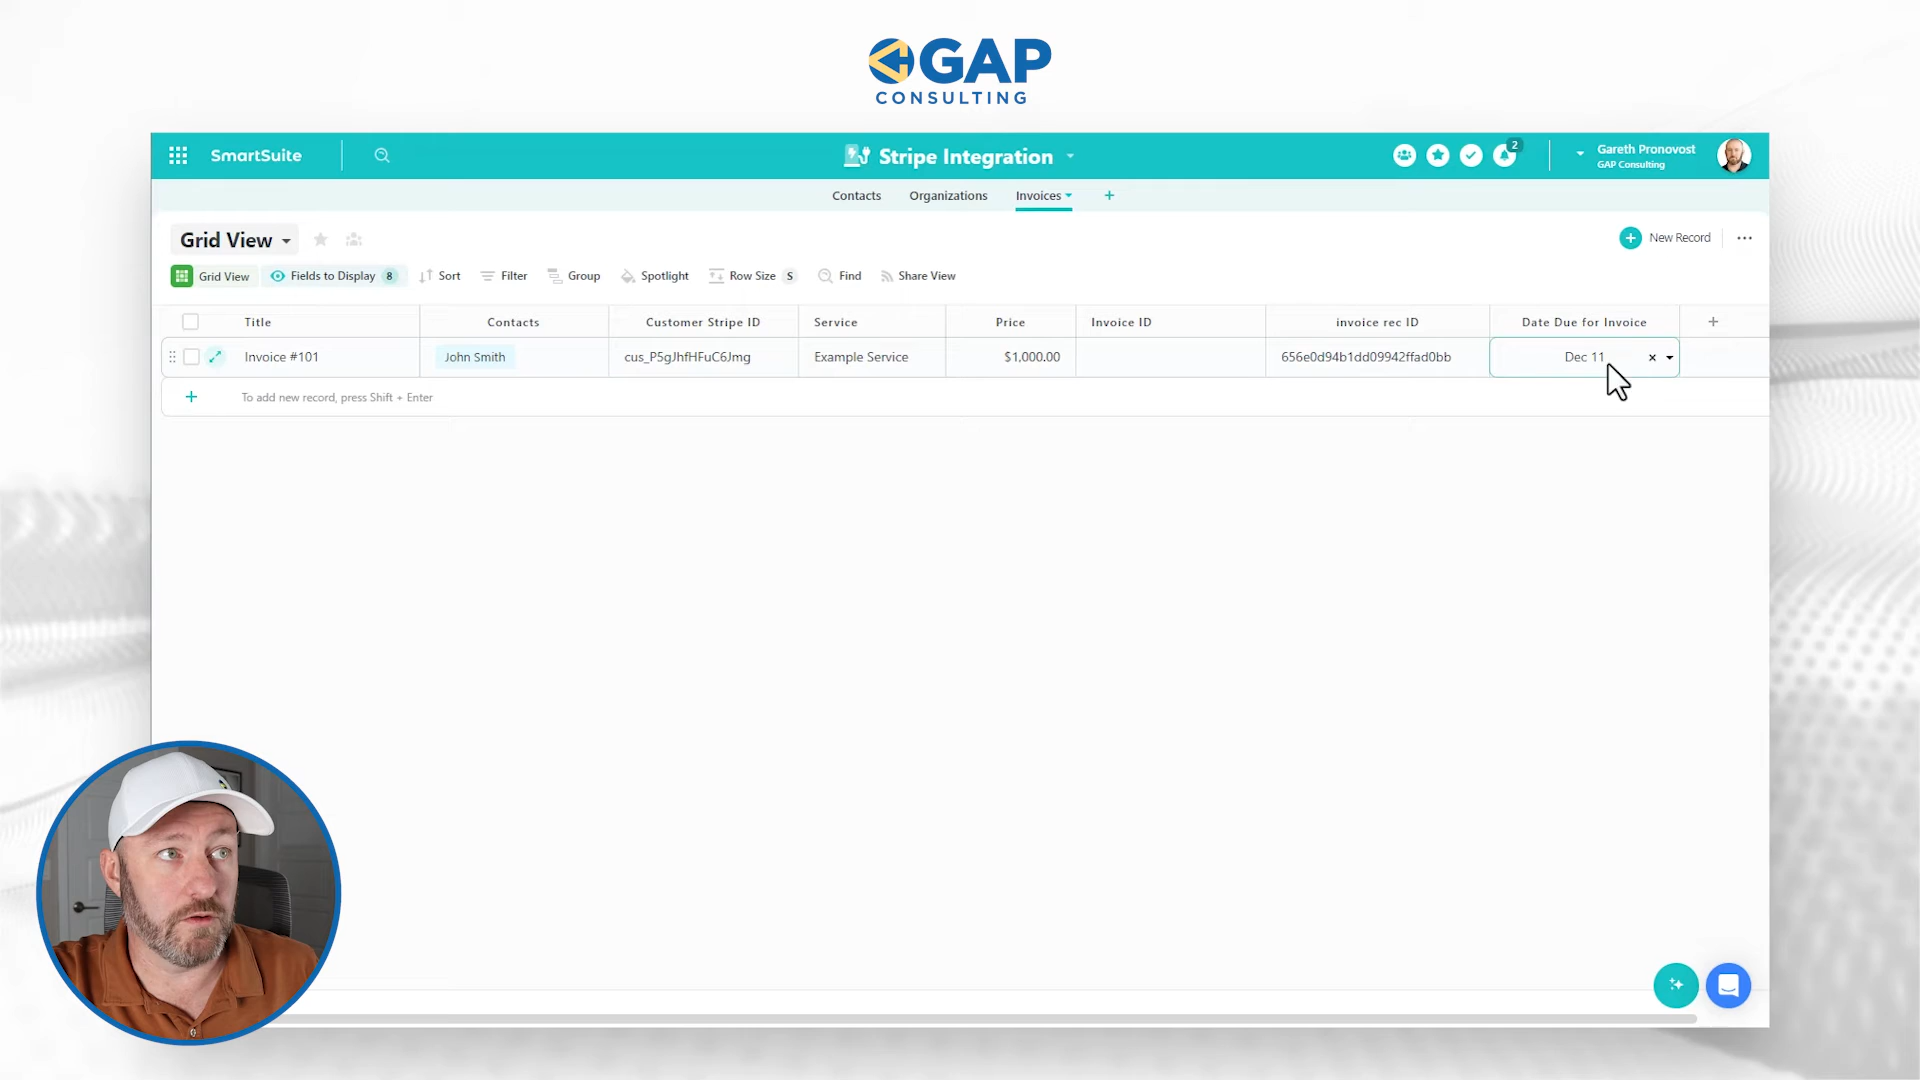 GAP
CONSULTING
SmartSuite
Stripe Integration
2
Gareth Pronovost
GAP Consulting
Contacts Organizations Invoices +
Grid View
New Record
Grid View Fields to Display 8 Sort Filter Group Spotlight Row Size S Find Share View
Title Contacts Customer Stripe ID Service Price Invoice ID invoice rec ID Date Due for Invoice +
Invoice #101 John Smith cus_P5gJhfHFuC6Jmg Example Service $1,000.00 656e0d94b1dd09942ffad0bb Dec 11 ×
+ To add new record, press Shift + Enter